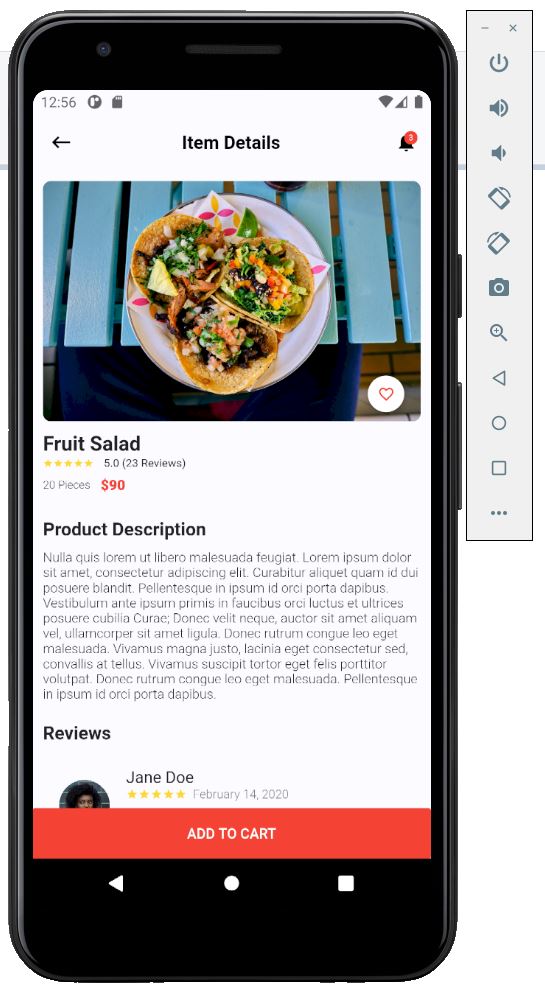 12:56
Item Details
3
Fruit Salad
5.0 (23 Reviews)
20 Pieces $90
Product Description
Nulla quis lorem ut libero malesuada feugiat. Lorem ipsum dolor
sit amet, consectetur adipiscing elit. Curabitur aliquet quam id dui
posuere blandit. Pellentesque in ipsum id orci porta dapibus.
Vestibulum ante ipsum primis in faucibus orci luctus et ultrices
posuere cubilia Curae; Donec velit neque, auctor sit amet aliquam
vel, ullamcorper sit amet ligula. Donec rutrum congue leo eget
malesuada. Vivamus magna justo, lacinia eget consectetur sed,
convallis at tellus. Vivamus suscipit tortor eget felis porttitor
volutpat. Donec rutrum congue leo eget malesuada. Pellentesque
in ipsum id orci porta dapibus.
Reviews
Jane Doe
February 14, 2020
ADD TO CART